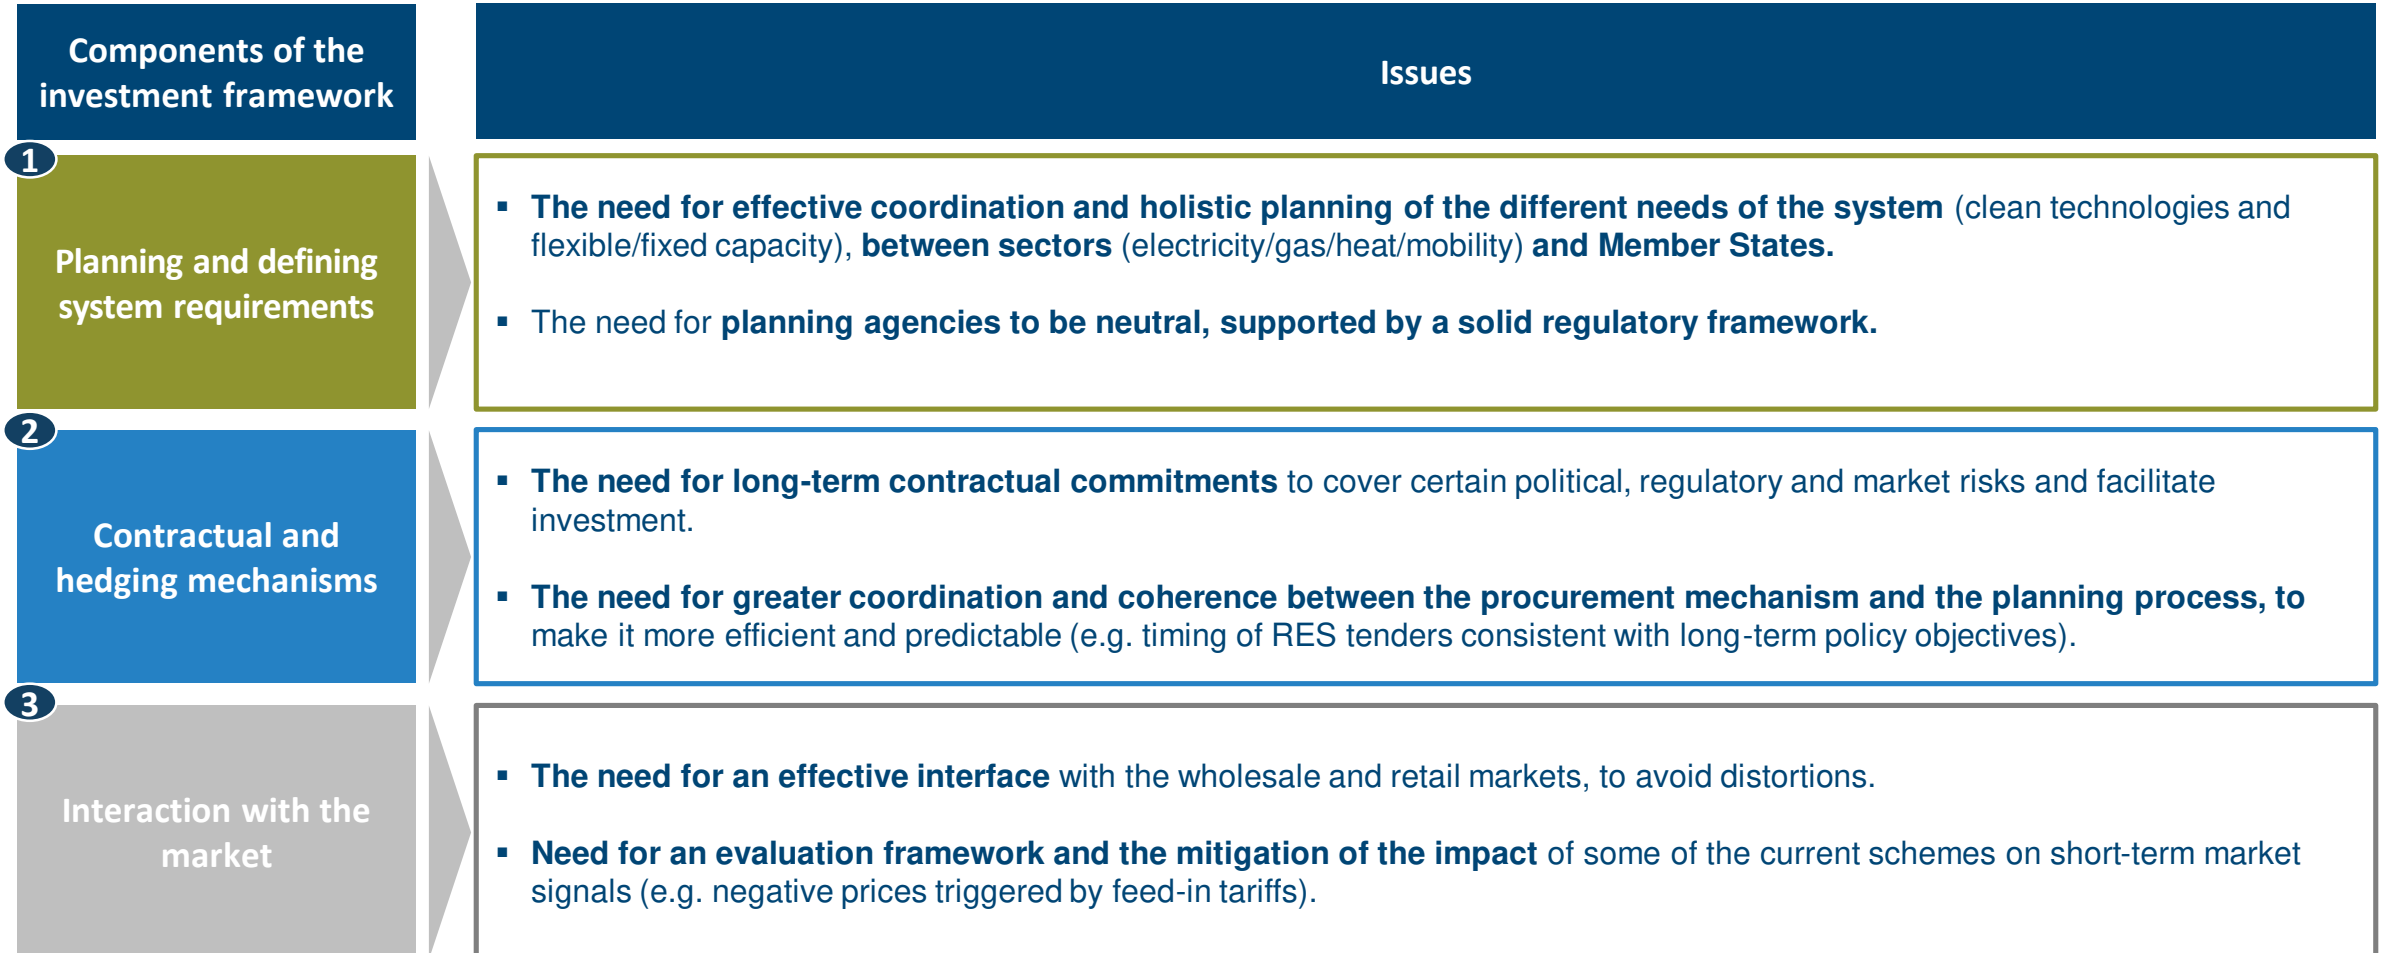 Components of the
investment framework
Issues
1
Planning and defining
system requirements
▪ The need for effective coordination and holistic planning of the different needs of the system (clean technologies and
flexible/fixed capacity), between sectors (electricity/gas/heat/mobility) and Member States.
▪ The need for planning agencies to be neutral, supported by a solid regulatory framework.
2
Contractual and
hedging mechanisms
▪ The need for long-term contractual commitments to cover certain political, regulatory and market risks and facilitate
investment.
▪ The need for greater coordination and coherence between the procurement mechanism and the planning process, to
make it more efficient and predictable (e.g. timing of RES tenders consistent with long-term policy objectives).
3
Interaction with the
market
▪ The need for an effective interface with the wholesale and retail markets, to avoid distortions.
▪ Need for an evaluation framework and the mitigation of the impact of some of the current schemes on short-term market
signals (e.g. negative prices triggered by feed-in tariffs).